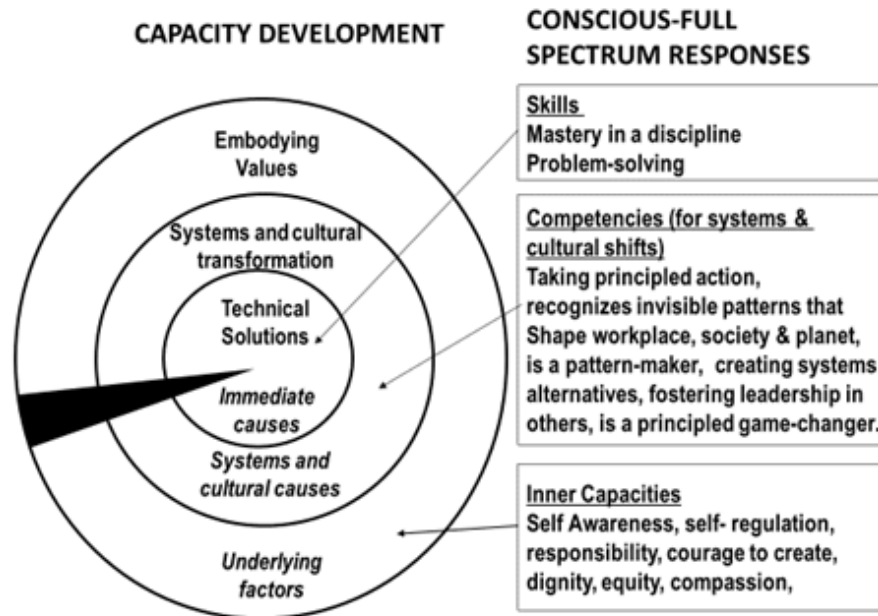 CAPACITY DEVELOPMENT
CONSCIOUS-FULL
SPECTRUM RESPONSES
Embodying
Values
Systems and cultural
transformation
Technical
Solutions
Immediate
causes
Systems and
cultural causes
Underlying
factors
Skills
Mastery in a discipline
Problem-solving
Competencies (for systems &
cultural shifts)
Taking principled action,
recognizes invisible patterns that
Shape workplace, society & planet,
is a pattern-maker, creating systems
alternatives, fostering leadership in
others, is a principled game-changer.
Inner Capacities
Self Awareness, self- regulation,
responsibility, courage to create,
dignity, equity, compassion,